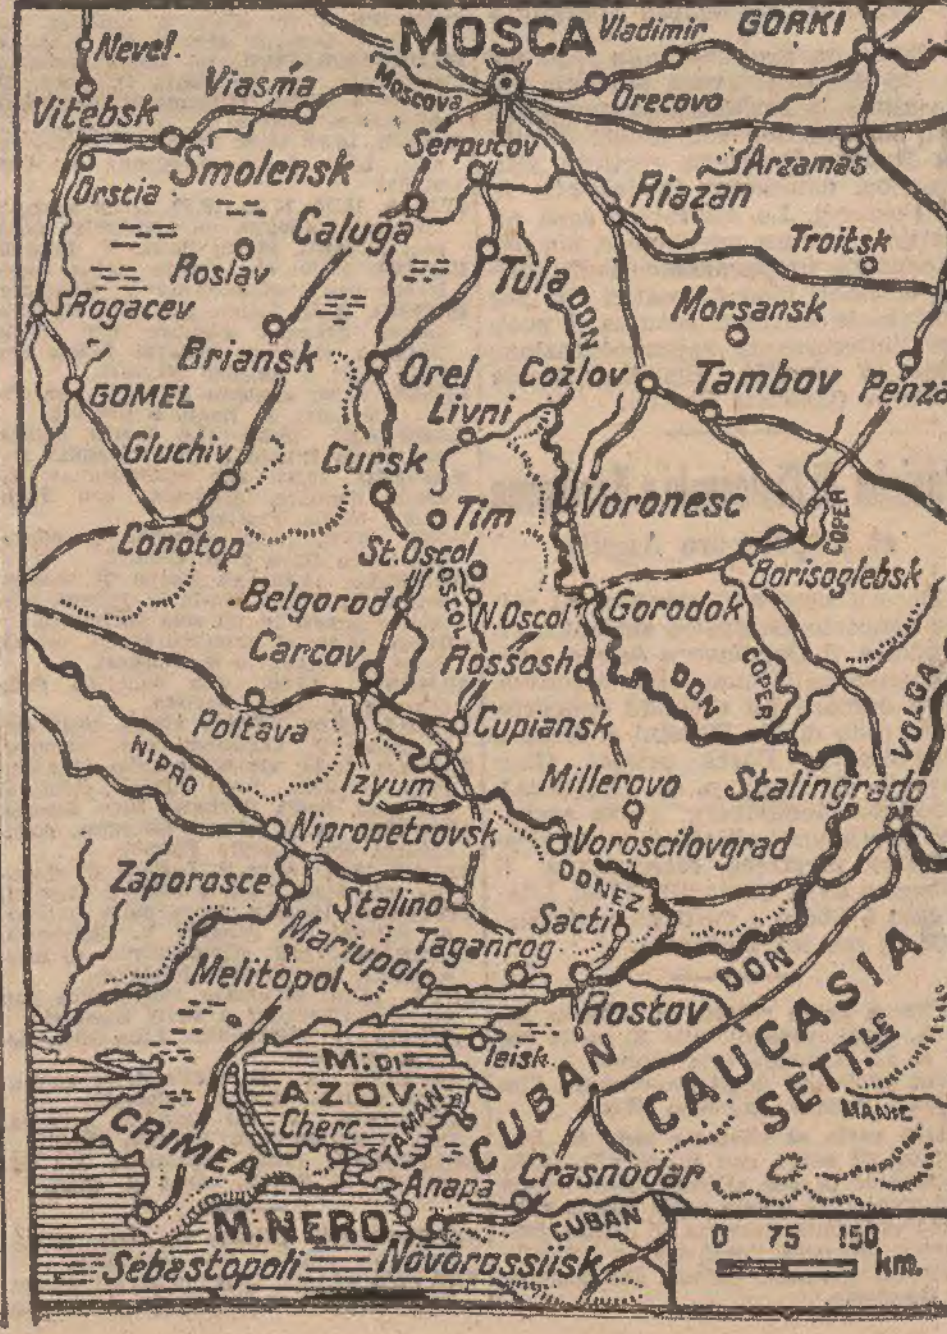 MOSCA
Vladimir
GORKI
Nevel.
Viasma
Moscova
Orecovo
Vitebsk
Serpucov
Arzamas
Smolensk
Orstia
Riazan
Caluga
Troitsk
Roslav
Tula
DON
Rogacev
Morsansk
Briansk
Orel
Cozlov
Tambov
Penza
GOMEL
Livni
Gluchiv
Cursk
Voronesc
Tim
COPER
Conotop
St. Oscol
Borisoglebsk
Belgorod
OSCOL
N. Oscol
Gorodok
Carcov
Rossosh
DON
COPER
VOLGA
Poltava
Cupiansk
NIPRO
Izyum
Millerovo
Stalingrado
Nipropetrovsk
Voroscilovgrad
Zaporosce
DONEZ
Stalino
Sacti
Mariupol
Taganrog
Melitopol
DON
Rostov
CAUCASIA
SETT.LE
Ieisk
M. DI
AZOV
CUBAN
MANIC
Cherc
TAMAN
CRIMEA
Crasnodar
Anapa
M. NERO
CUBAN
Sebastopoli
Novorossiisk
0 75 150
km.